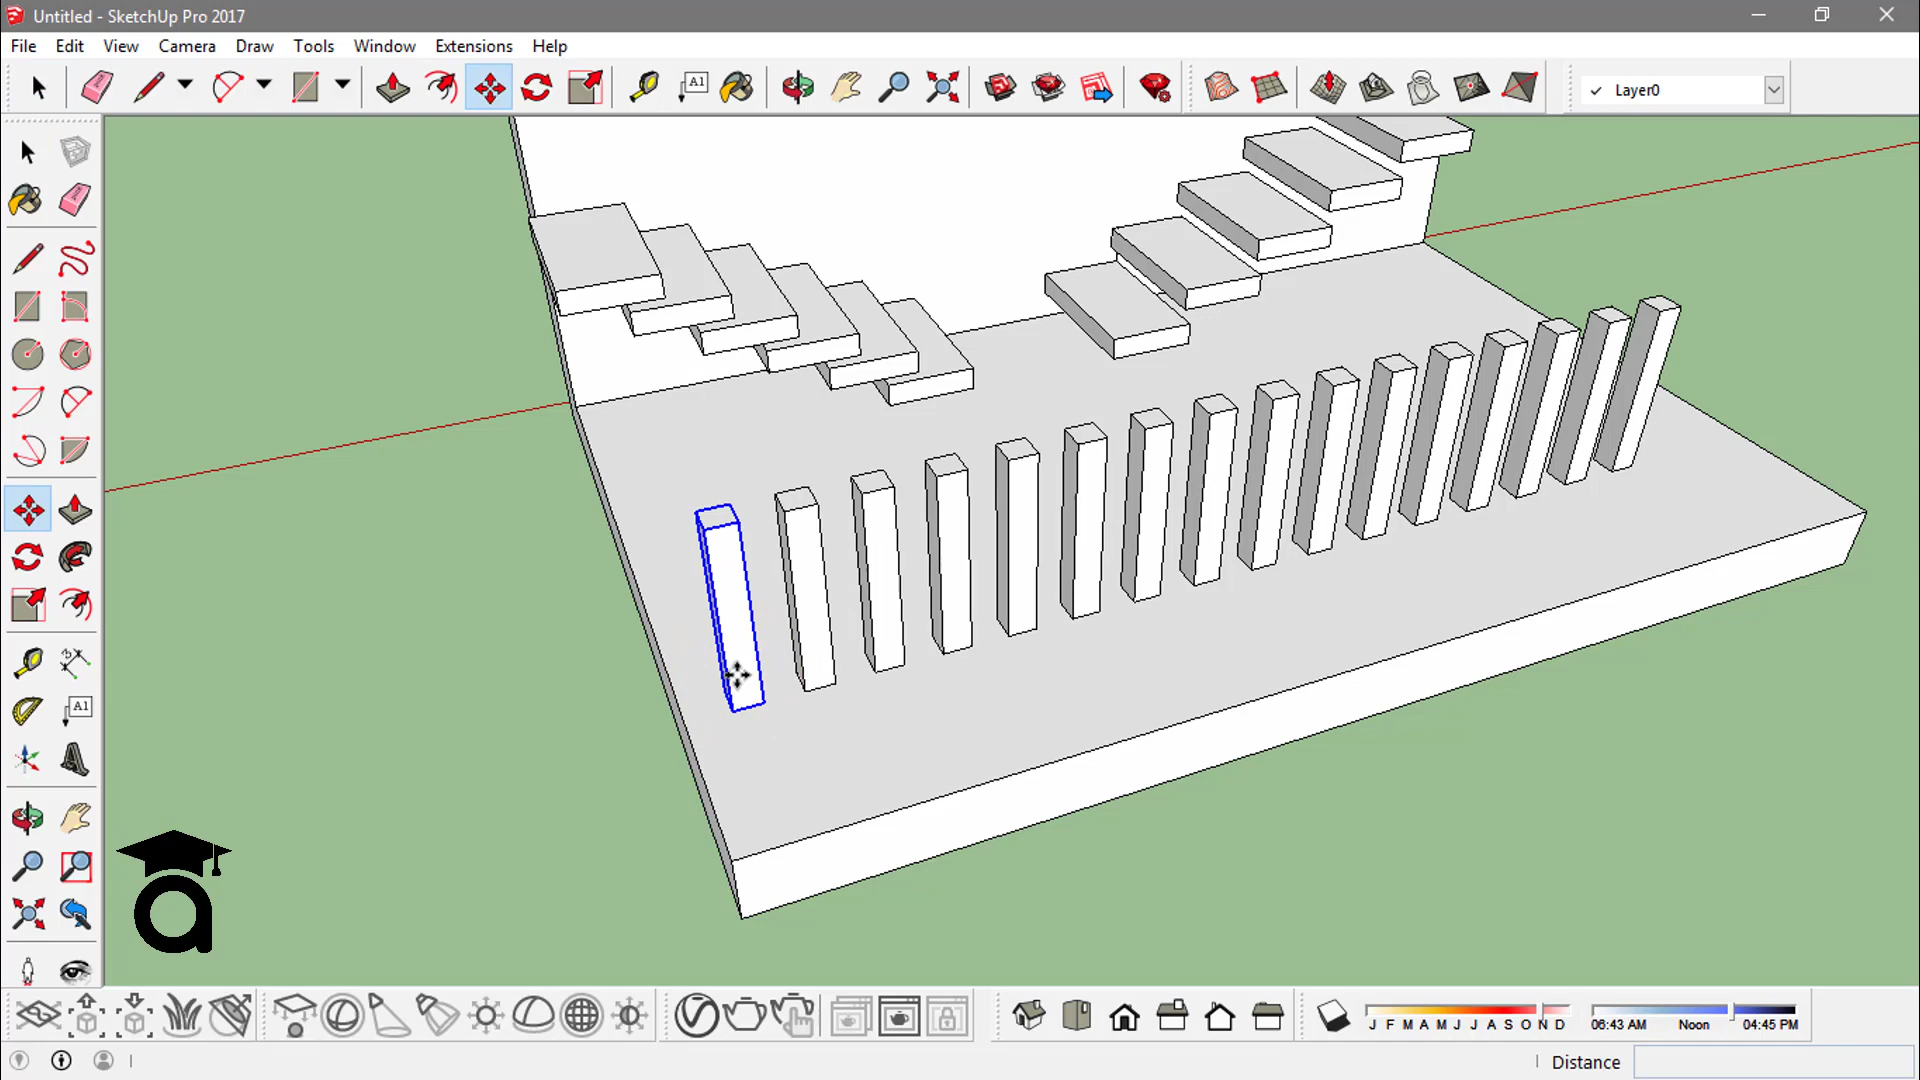 Untitled - SketchUp Pro 2017
File Edit View Camera Draw Tools Window Extensions Help
A1
Layer0
A1
a
J F M A M J J A S O N D
06:43 AM Noon 04:45 PM
Distance